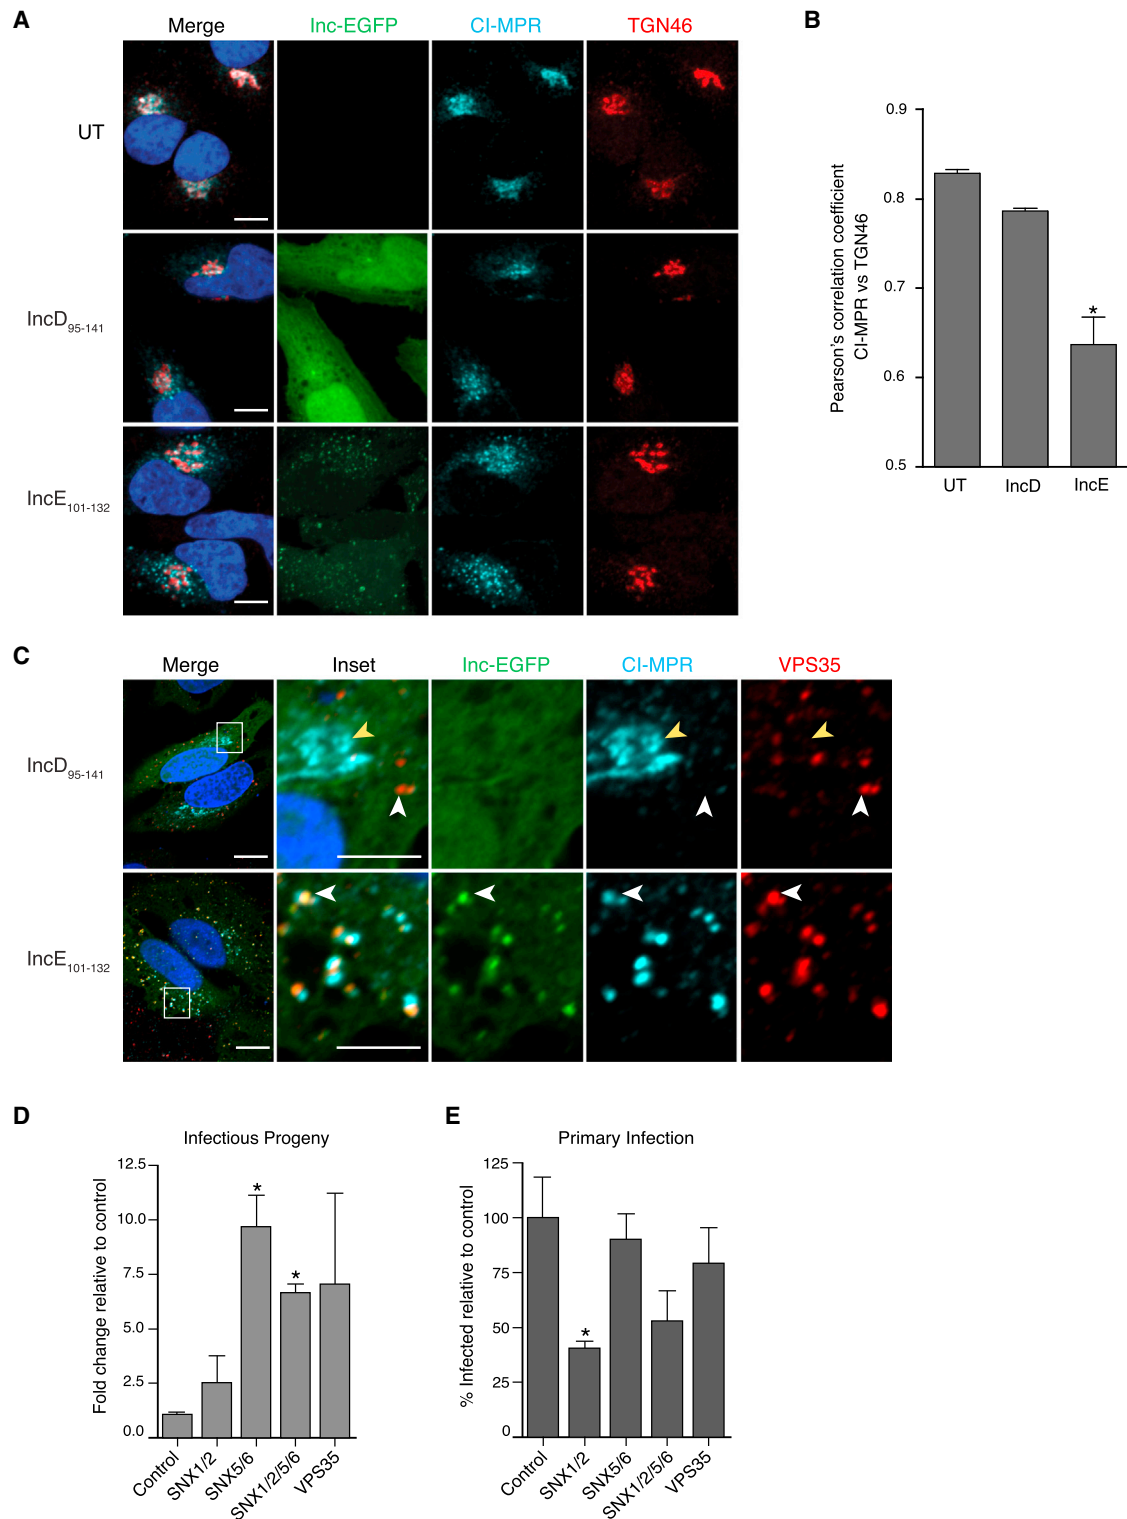 A
Merge Inc-EGFP CI-MPR TGN46
UT
IncD95-141
IncE101-132
B
Pearson's correlation coefficient
CI-MPR vs TGN46
0.9
0.8
0.7
0.6
0.5
*
UT IncD IncE
C
Merge Inset Inc-EGFP CI-MPR VPS35
IncD95-141
IncE101-132
D
Infectious Progeny
Fold change relative to control
12.5
10.0
7.5
5.0
2.5
0.0
*
*
Control SNX1/2 SNX5/6 SNX1/2/5/6 VPS35
E
Primary Infection
% Infected relative to control
125
100
75
50
25
0
*
Control SNX1/2 SNX5/6 SNX1/2/5/6 VPS35